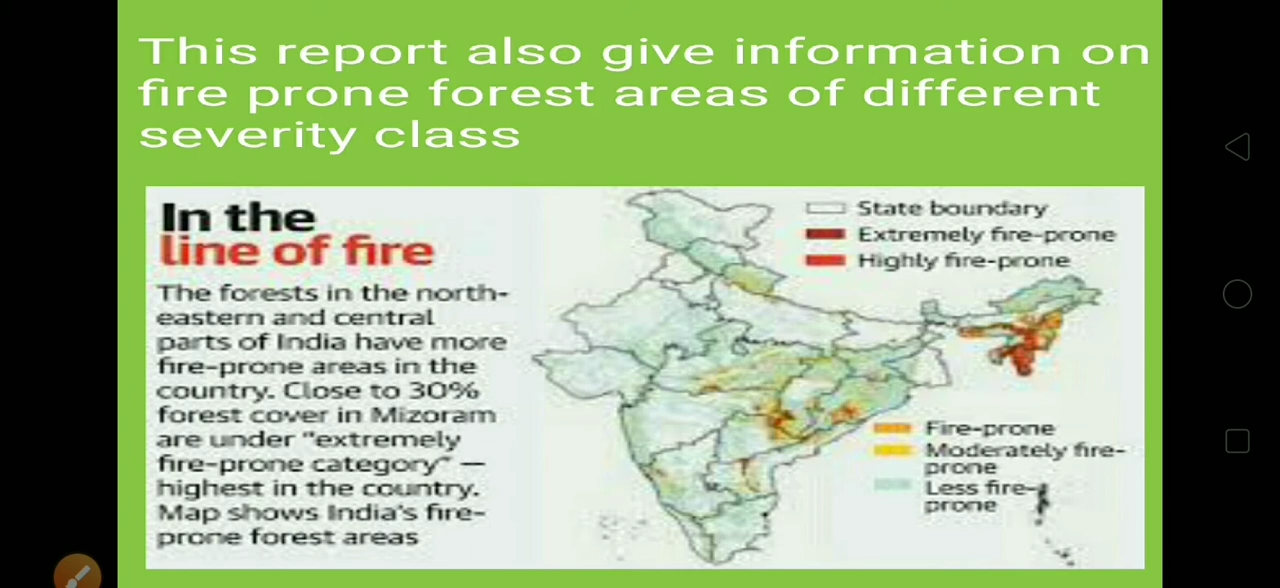 This report also give information on
fire prone forest areas of different
severity class
In the
line of fire
The forests in the north-
eastern and central
parts of India have more
fire-prone areas in the
country. Close to 30%
forest cover in Mizoram
are under "extremely
fire-prone category" —
highest in the country.
Map shows India's fire-
prone forest areas
State boundary
Extremely fire-prone
Highly fire-prone
Fire-prone
Moderately fire-
prone
Less fire-
prone